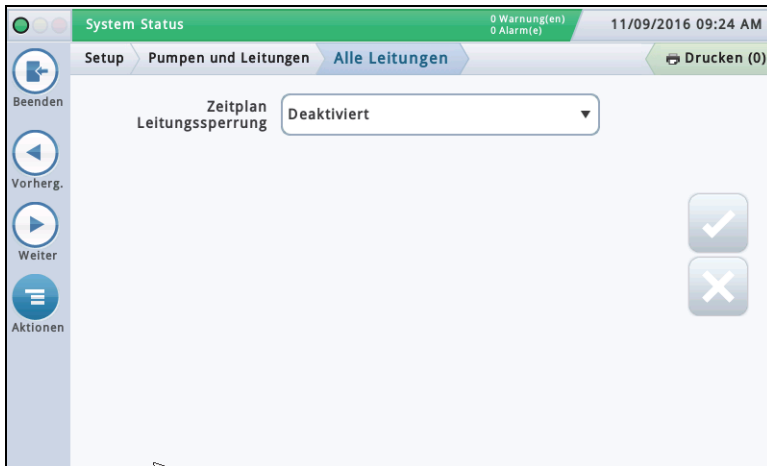 System Status
0 Warnung(en)
0 Alarm(e)
11/09/2016 09:24 AM
Setup
Pumpen und Leitungen
Alle Leitungen
Drucken (0)
Beenden
Vorherg.
Weiter
Aktionen
Zeitplan
Leitungssperrung
Deaktiviert